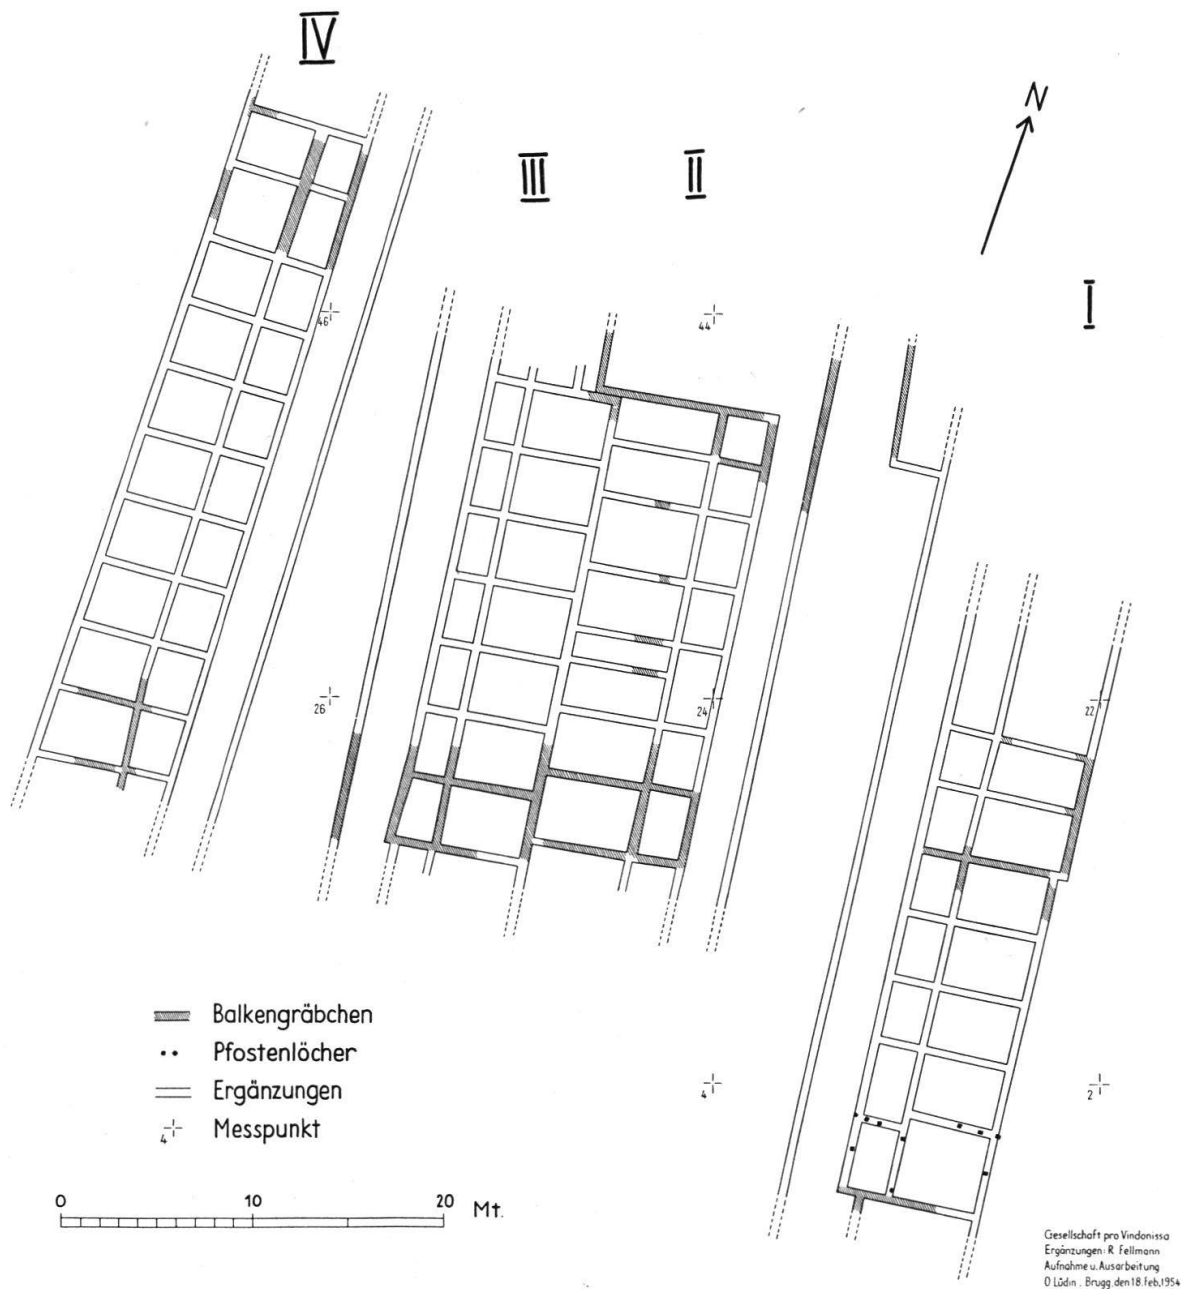 IV
N
III
II
I
46
44
26
24
22
4
2
Balkengräbchen
Pfostenlöcher
Ergänzungen
4 Messpunkt
0 10 20 Mt.
Gesellschaft pro Vindonissa
Ergänzungen: R. Fellmann
Aufnahme u. Ausarbeitung
O Lüdin. Brugg, den 18. Feb. 1954